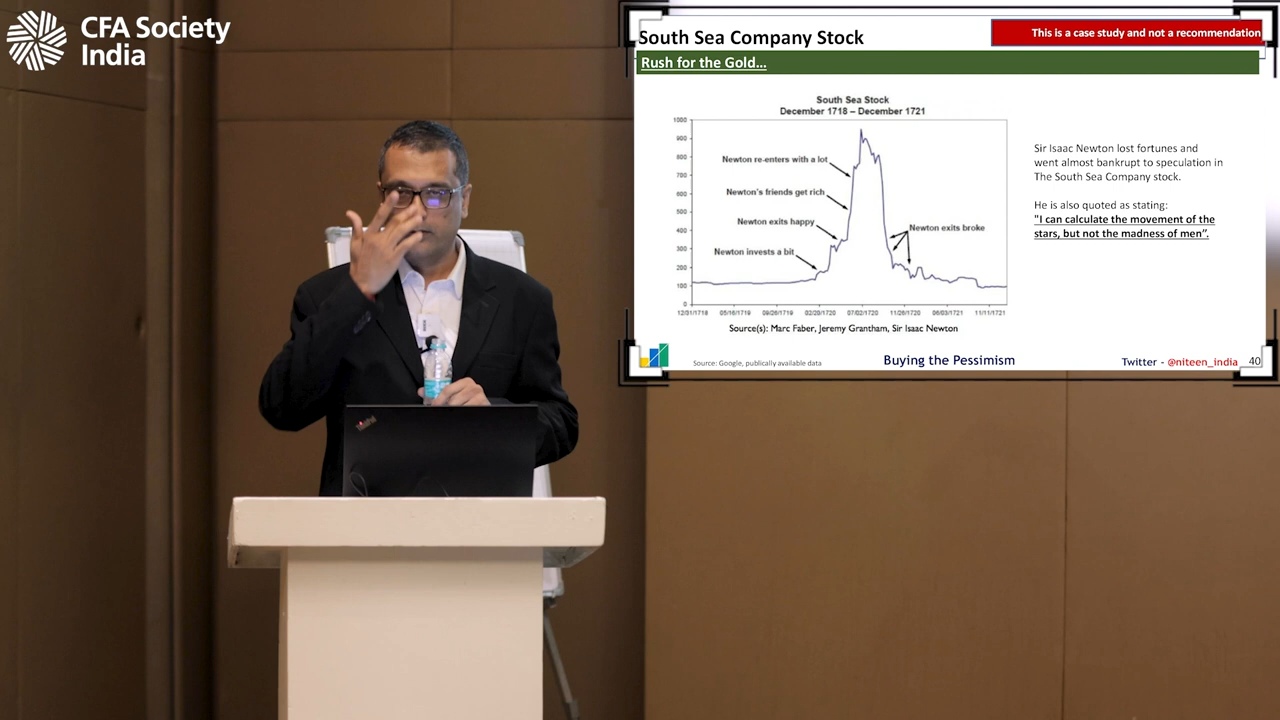 CFA Society
India
South Sea Company Stock
This is a case study and not a recommendation
Rush for the Gold...
South Sea Stock
December 1718 – December 1721
1000
900
800
700
600
500
400
300
200
100
0
Newton re-enters with a lot
Newton's friends get rich
Newton exits happy
Newton invests a bit
Newton exits broke
12/31/1718 05/16/1719 09/28/1719 02/20/1720 07/02/1720 11/26/1720 06/03/1721 11/11/1721
Source(s): Marc Faber, Jeremy Grantham, Sir Isaac Newton
Sir Isaac Newton lost fortunes and
went almost bankrupt to speculation in
The South Sea Company stock.
He is also quoted as stating:
"I can calculate the movement of the
stars, but not the madness of men".
Source: Google, publically available data
Buying the Pessimism
Twitter - @niteen_india
40
ThinkPad